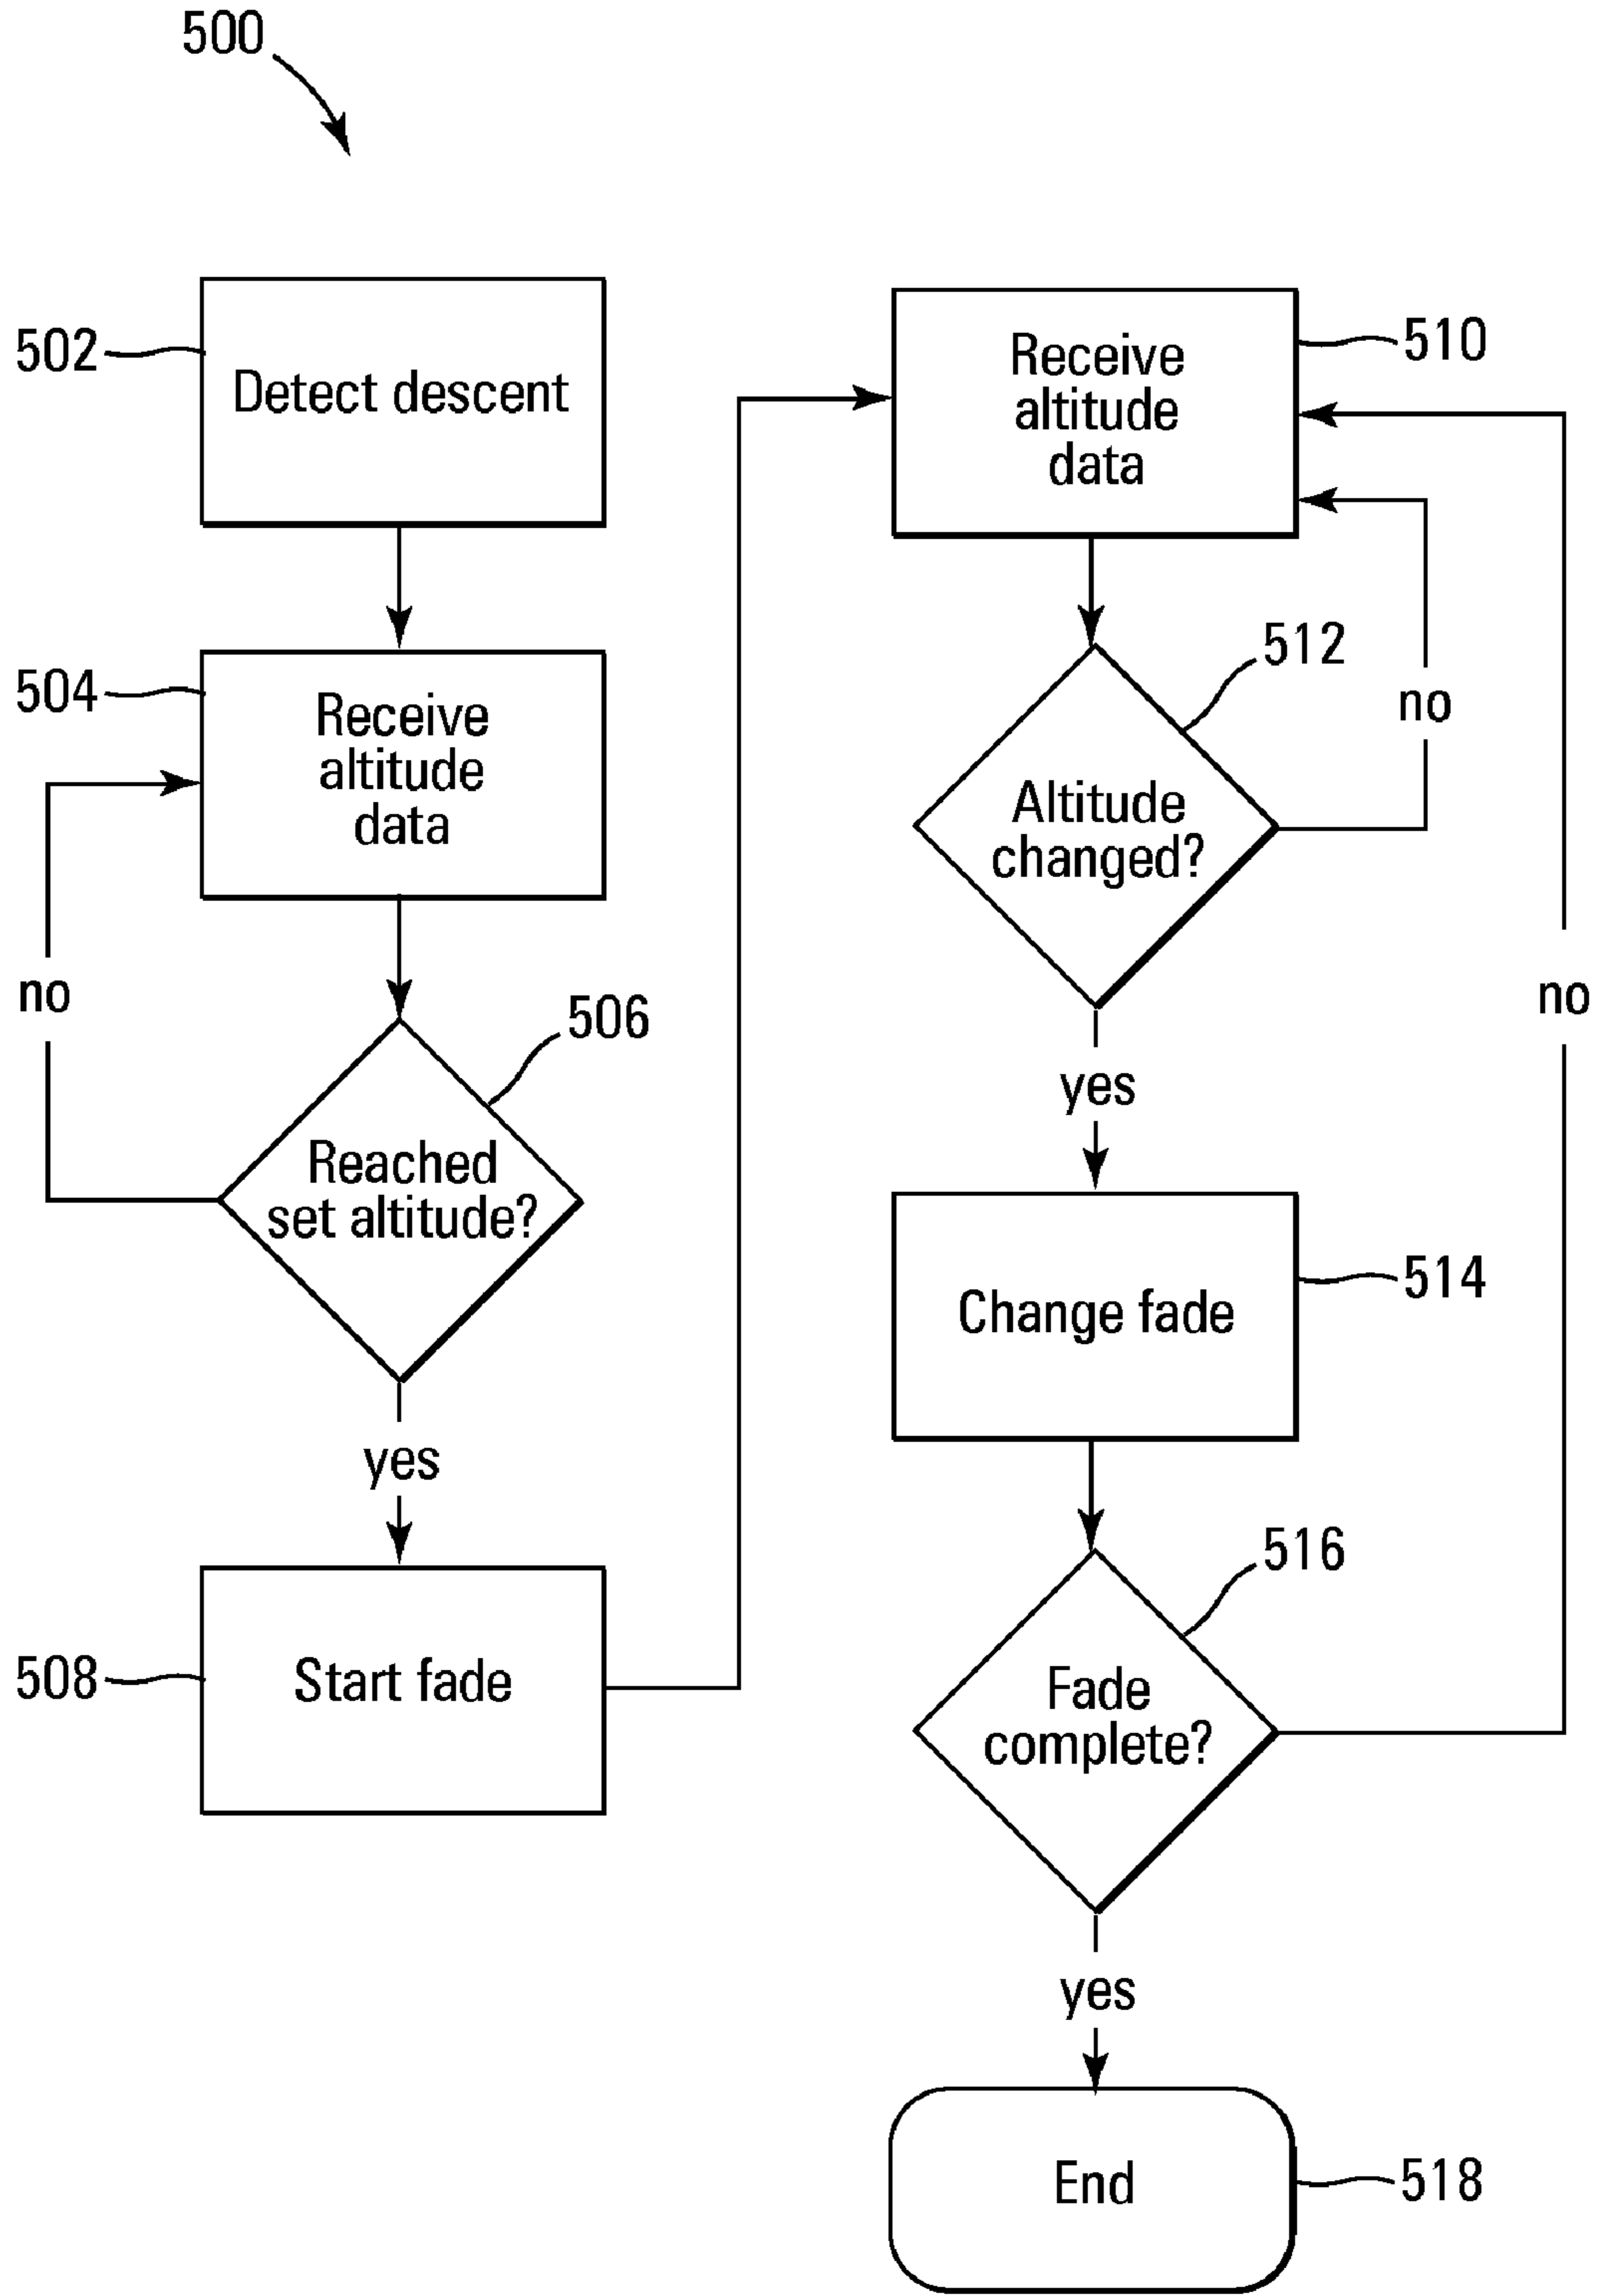 500
502
Detect descent
504
Receive
altitude
data
no
506
Reached
set altitude?
yes
508
Start fade
510
Receive
altitude
data
512
no
Altitude
changed?
no
yes
514
Change fade
516
Fade
complete?
yes
End
518